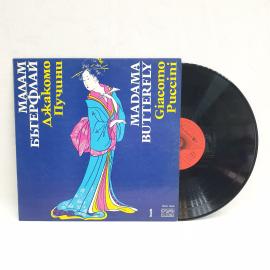 МАДАМ
БЪТЕРФЛАЙ
Джакомо
Пучини
MADAMA
BUTTERFLY
Giacomo
Puccini
1